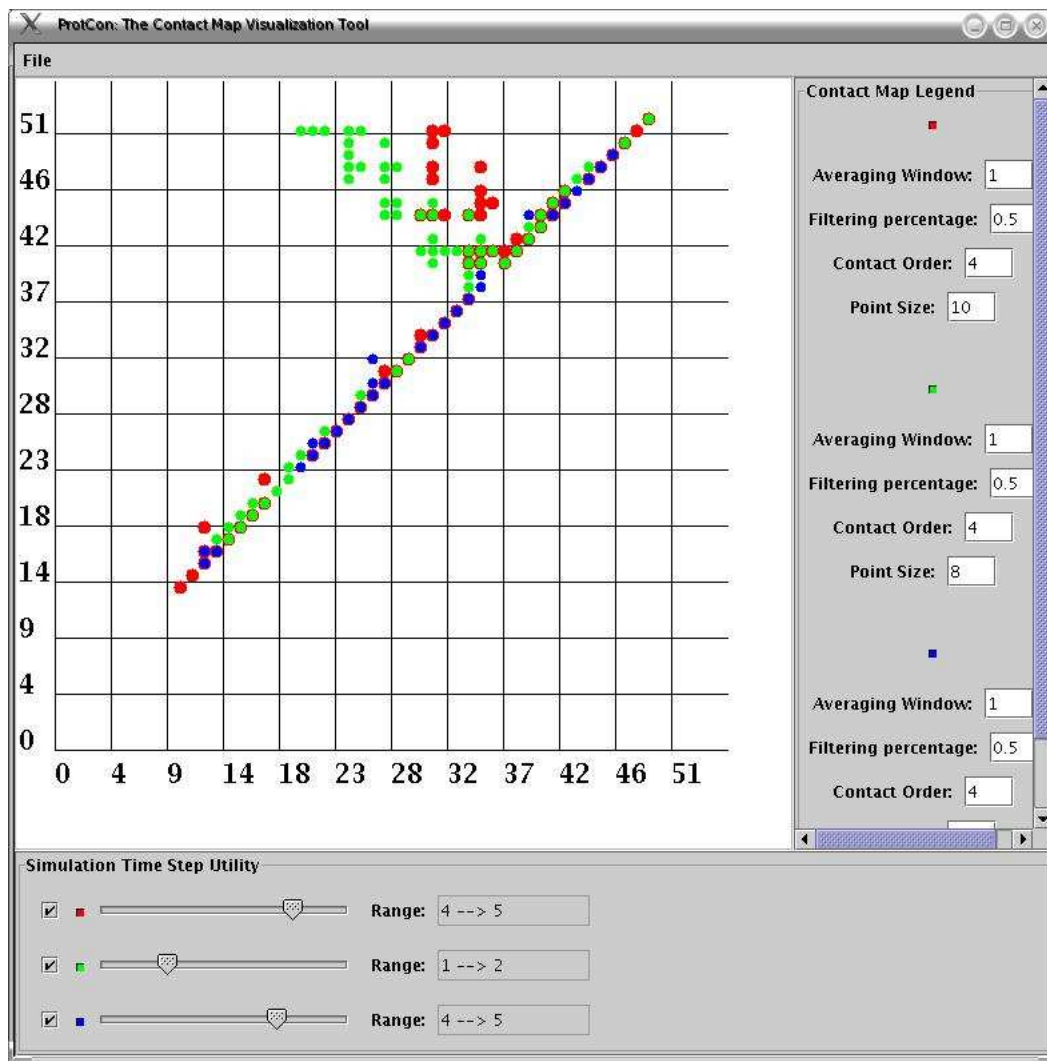 ProtCon: The Contact Map Visualization Tool
File
51
46
42
37
32
28
23
18
14
9
4
0
0 4 9 14 18 23 28 32 37 42 46 51
Contact Map Legend
Averaging Window: 1
Filtering percentage: 0.5
Contact Order: 4
Point Size: 10
Averaging Window: 1
Filtering percentage: 0.5
Contact Order: 4
Point Size: 8
Averaging Window: 1
Filtering percentage: 0.5
Contact Order: 4
Simulation Time Step Utility
Range: 4 --> 5
Range: 1 --> 2
Range: 4 --> 5